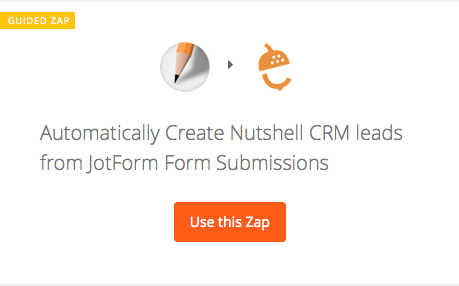 GUIDED ZAP
Automatically Create Nutshell CRM leads
from JotForm Form Submissions
Use this Zap